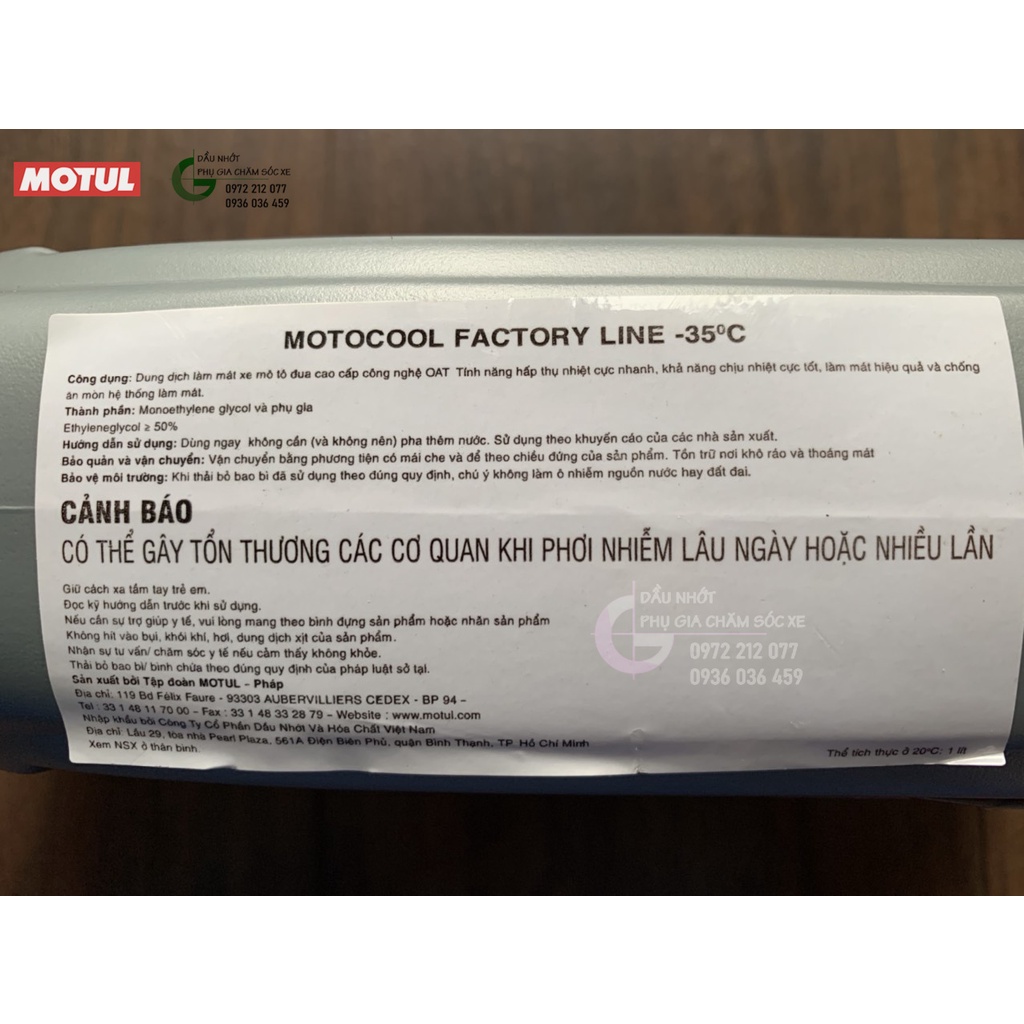 MOTUL
DẦU NHỚT
PHỤ GIA CHĂM SÓC XE
0972 212 077
0936 036 459
MOTOCOOL FACTORY LINE -35ºC
Công dụng: Dung dịch làm mát xe mô tô đua cao cấp công nghệ OAT Tính năng hấp thụ nhiệt cực nhanh, khả năng chịu nhiệt cực tốt, làm mát hiệu quả và chống
ăn mòn hệ thống làm mát.
Thành phần: Monoethylene glycol và phụ gia
Ethyleneglycol ≥ 50%
Hướng dẫn sử dụng: Dùng ngay không cần (và không nên) pha thêm nước. Sử dụng theo khuyến cáo của các nhà sản xuất.
Bảo quản và vận chuyển: Vận chuyển bằng phương tiện có mái che và để theo chiều đứng của sản phẩm. Tồn trữ nơi khô ráo và thoáng mát
Bảo vệ môi trường: Khi thải bỏ bao bì đã sử dụng theo đúng quy định, chú ý không làm ô nhiễm nguồn nước hay đất đai.
CẢNH BÁO
CÓ THỂ GÂY TỔN THƯƠNG CÁC CƠ QUAN KHI PHƠI NHIỄM LÂU NGÀY HOẶC NHIỀU LẦN
Giữ cách xa tầm tay trẻ em.
Đọc kỹ hướng dẫn trước khi sử dụng.
Nếu cần sự trợ giúp y tế, vui lòng mang theo bình đựng sản phẩm hoặc nhãn sản phẩm
Không hít vào bụi, khói khí, hơi, dung dịch xịt của sản phẩm.
Nhận sự tư vấn/ chăm sóc y tế nếu cảm thấy không khỏe.
Thải bỏ bao bì/ bình chứa theo đúng quy định của pháp luật sở tại.
Sản xuất bởi Tập đoàn MOTUL - Pháp
Địa chỉ: 119 Bd Félix Faure - 93303 AUBERVILLIERS CEDEX - BP 94 -
Tel : 33 1 48 11 70 00 - Fax : 33 1 48 33 28 79 - Website : www.motul.com
Nhập khẩu bởi Công Ty Cổ Phần Dầu Nhớt Và Hóa Chất Việt Nam
Địa chỉ: Lầu 29, tòa nhà Pearl Plaza, 561A Điện Biên Phủ, quận Bình Thạnh, TP. Hồ Chí Minh
Xem NSX ở thân bình.
Thể tích thực ở 20ºC: 1 lít
DẦU NHỚT
PHỤ GIA CHĂM SÓC XE
0972 212 077
0936 036 459